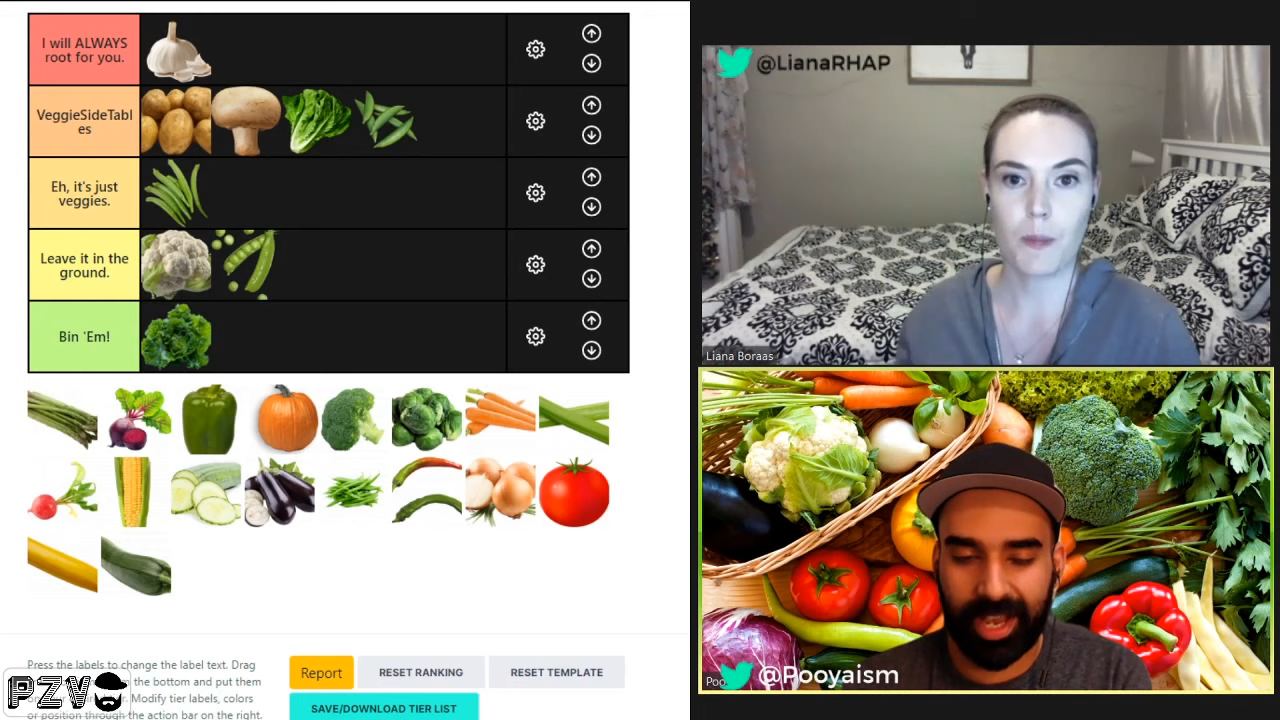 I will ALWAYS
root for you.
VeggieSideTabl
es
Eh, it's just
veggies.
Leave it in the
ground.
Bin 'Em!
Press the labels to change the label text. Drag
the bottom and put them
Modify tier labels, colors
or position through the action bar on the right.
Report
RESET RANKING
RESET TEMPLATE
SAVE/DOWNLOAD TIER LIST
PZV
@LianaRHAP
Liana Boraas
Poo
@Pooyaism